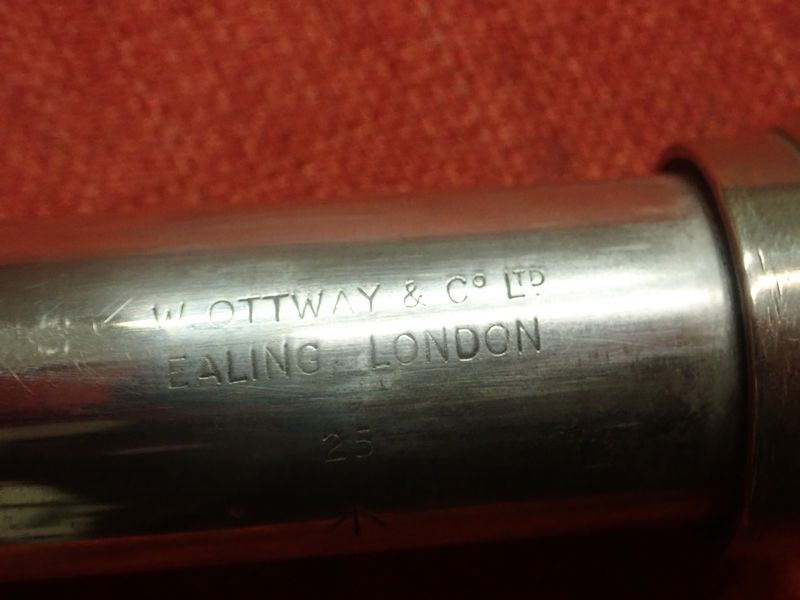 W. OTTWAY & Cº LTD
EALING. LONDON
25